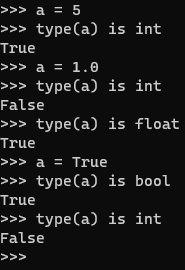 >>> a = 5
>>> type(a) is int
True
>>> a = 1.0
>>> type(a) is int
False
>>> type(a) is float
True
>>> a = True
>>> type(a) is bool
True
>>> type(a) is int
False
>>>